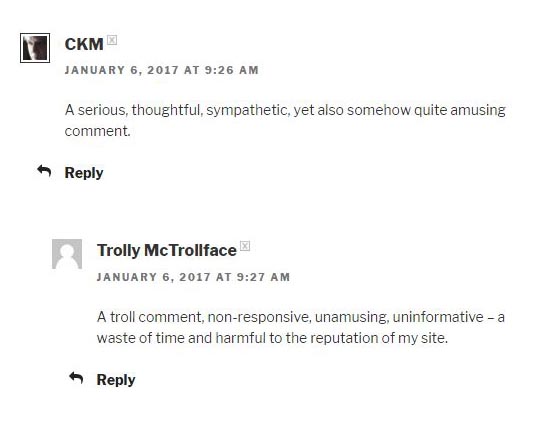 CKM
JANUARY 6, 2017 AT 9:26 AM
A serious, thoughtful, sympathetic, yet also somehow quite amusing
comment.
Reply
Trolly McTrollface
JANUARY 6, 2017 AT 9:27 AM
A troll comment, non-responsive, unamusing, uninformative – a
waste of time and harmful to the reputation of my site.
Reply